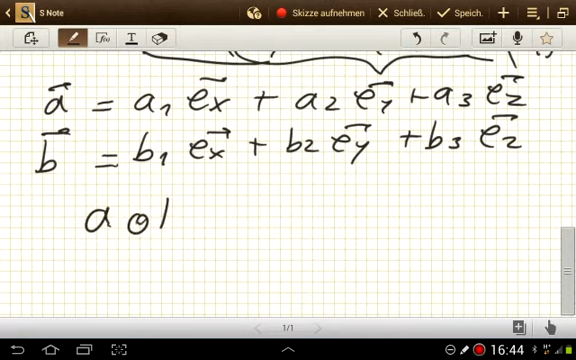 S Note
Skizze aufnehmen
Schließ.
Speich.
f(x)
T
a⃗ = a₁ e⃗x + a₂ e⃗y + a₃ e⃗z
b⃗ = b₁ e⃗x + b₂ e⃗y + b₃ e⃗z
a o l
1/1
16:44